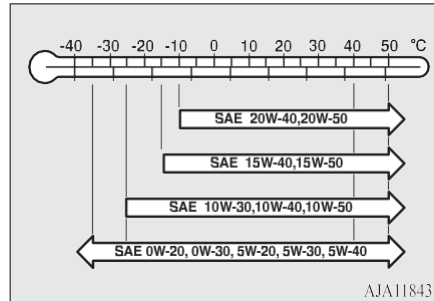 -40 -30 -20 -10 0 10 20 30 40 50 °C
SAE 20W-40,20W-50
SAE 15W-40,15W-50
SAE 10W-30,10W-40,10W-50
SAE 0W-20, 0W-30, 5W-20, 5W-30, 5W-40
AJA11843